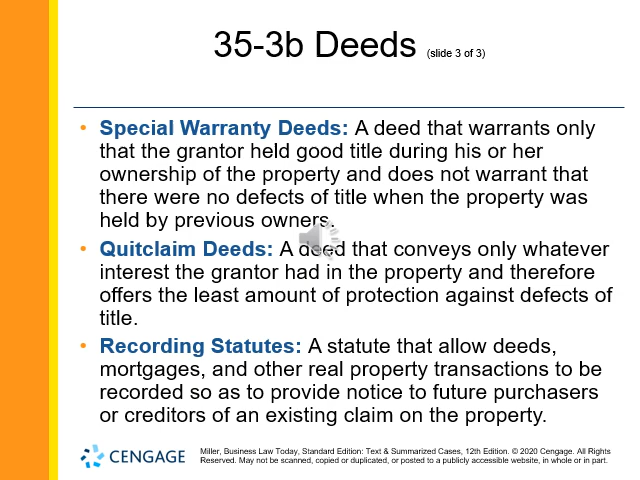 35-3b Deeds (slide 3 of 3)
• Special Warranty Deeds: A deed that warrants only
that the grantor held good title during his or her
ownership of the property and does not warrant that
there were no defects of title when the property was
held by previous owners.
• Quitclaim Deeds: A deed that conveys only whatever
interest the grantor had in the property and therefore
offers the least amount of protection against defects of
title.
• Recording Statutes: A statute that allow deeds,
mortgages, and other real property transactions to be
recorded so as to provide notice to future purchasers
or creditors of an existing claim on the property.
CENGAGE
Miller, Business Law Today, Standard Edition: Text & Summarized Cases, 12th Edition. © 2020 Cengage. All Rights
Reserved. May not be scanned, copied or duplicated, or posted to a publicly accessible website, in whole or in part.